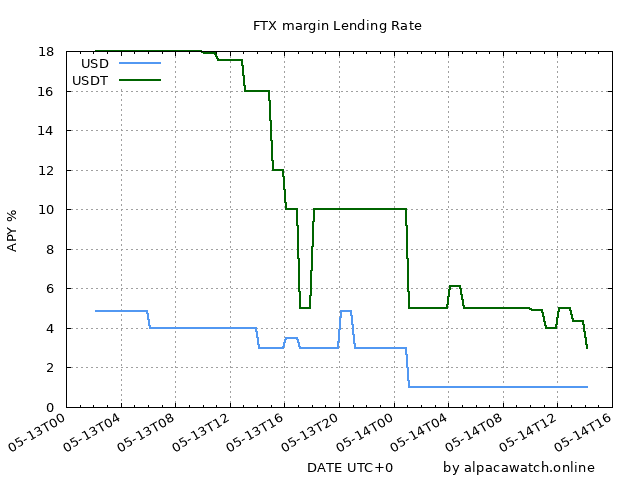 FTX margin Lending Rate
USD
USDT
18
16
14
12
10
8
6
4
2
0
APY %
05-13T00
05-13T04
05-13T08
05-13T12
05-13T16
05-13T20
05-14T00
05-14T04
05-14T08
05-14T12
05-14T16
DATE UTC+0
by alpacawatch.online